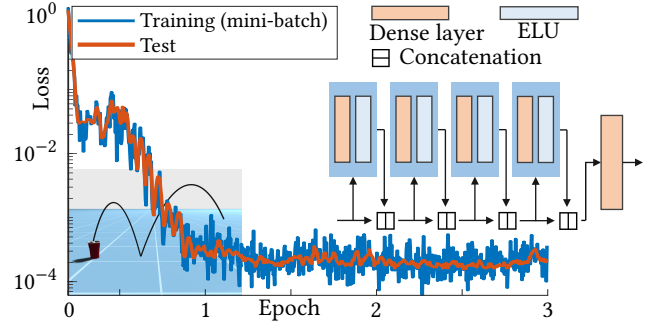 10^0
Training (mini-batch)
Test
Dense layer
ELU
Concatenation
Loss
10^-2
10^-4
0
1
2
3
Epoch